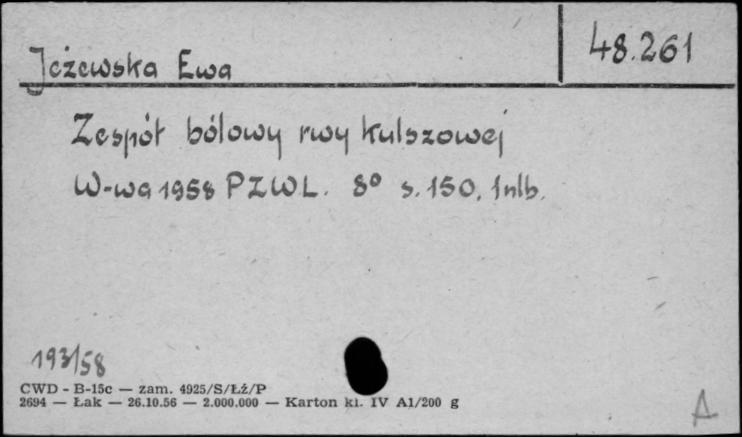 48.261
Jeżewska Ewa
Zespół bólowy rwy kulszowej
W-wa 1958 PZWL. 8° s. 150, 1nlb.
193/58
CWD - B-15c — zam. 4925/S/Łż/P
2694 — Łak — 26.10.56 — 2.000.000 — Karton kl. IV A1/200 g
A